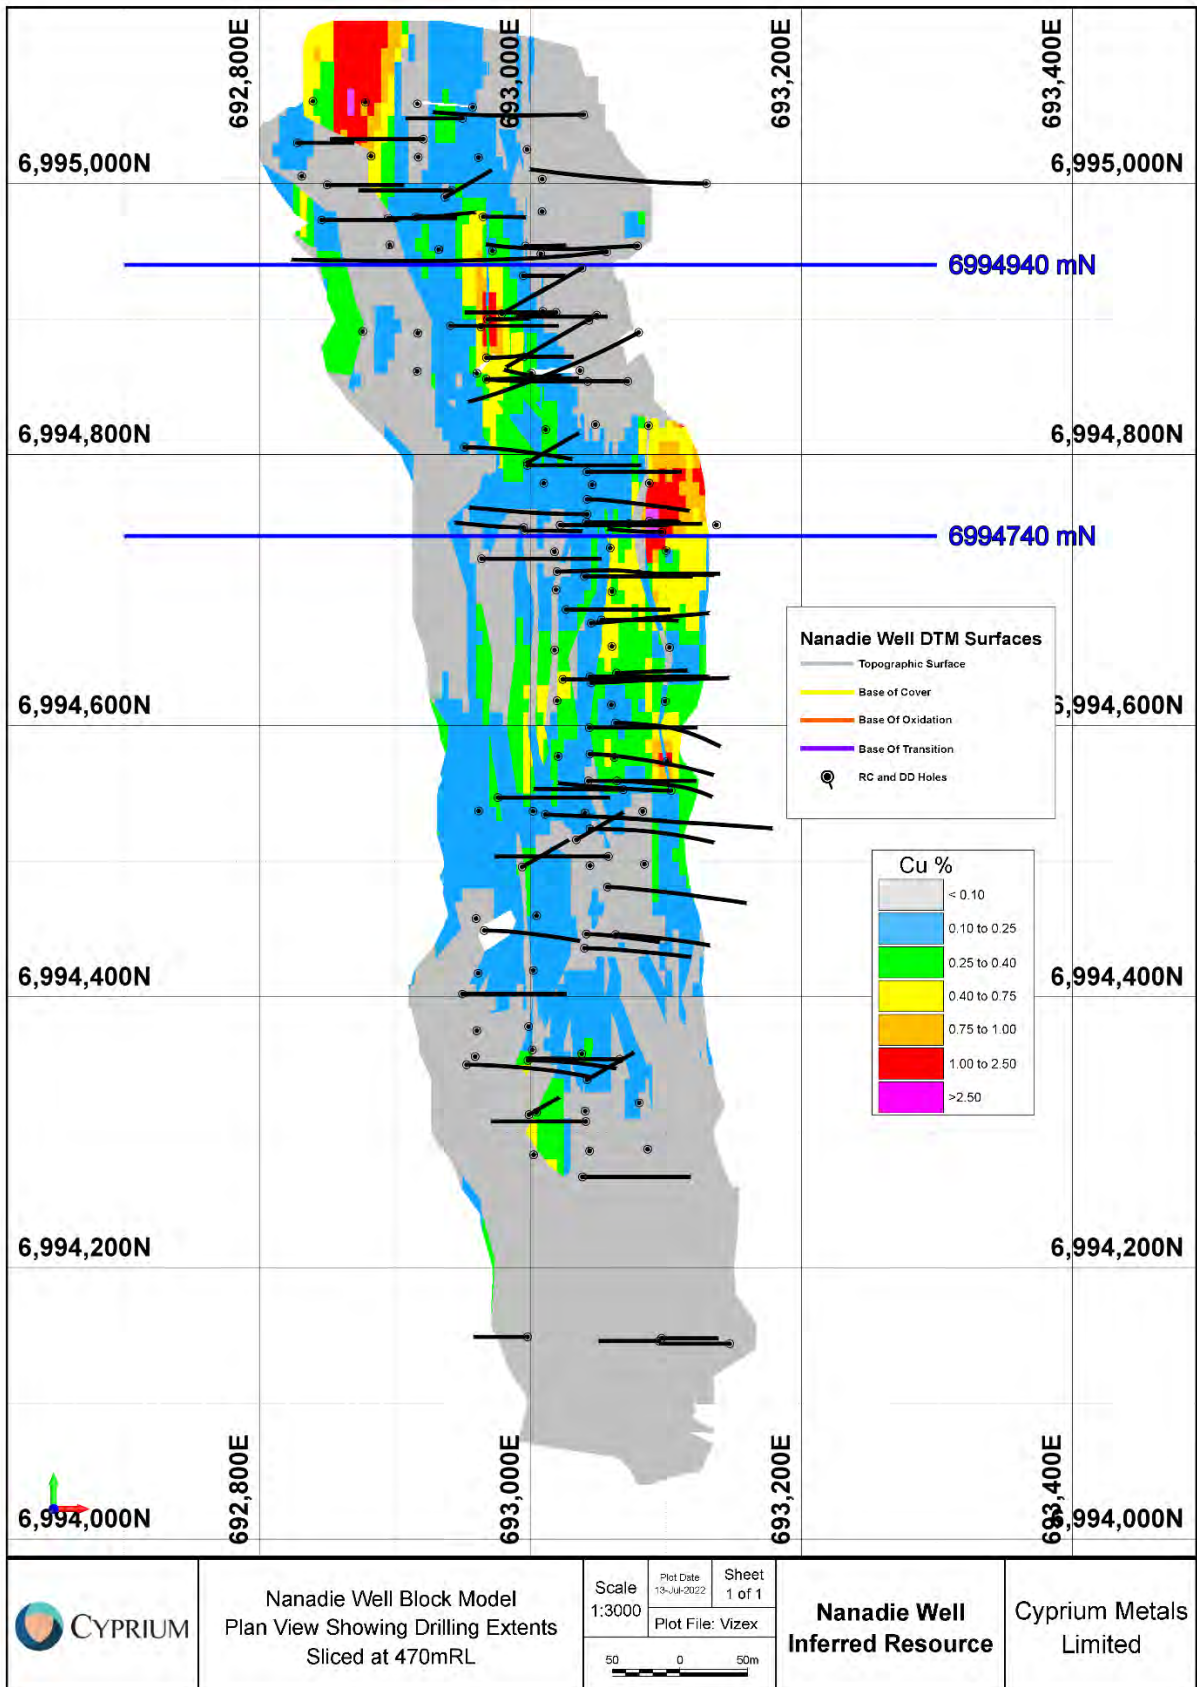 692,800E
693,000E
693,200E
693,400E
6,995,000N
6,995,000N
6994940 mN
6,994,800N
6,994,800N
6994740 mN
Nanadie Well DTM Surfaces
Topographic Surface
Base of Cover
Base Of Oxidation
Base Of Transition
RC and DD Holes
6,994,600N
6,994,600N
Cu %
< 0.10
0.10 to 0.25
0.25 to 0.40
0.40 to 0.75
0.75 to 1.00
1.00 to 2.50
>2.50
6,994,400N
6,994,400N
6,994,200N
6,994,200N
692,800E
693,000E
693,200E
693,400E
6,994,000N
6,994,000N
CYPRIUM
Nanadie Well Block Model
Plan View Showing Drilling Extents
Sliced at 470mRL
Scale
1:3000
Plot Date
13-Jul-2022
Sheet
1 of 1
Plot File: Vizex
50 0 50m
Nanadie Well
Inferred Resource
Cyprium Metals
Limited